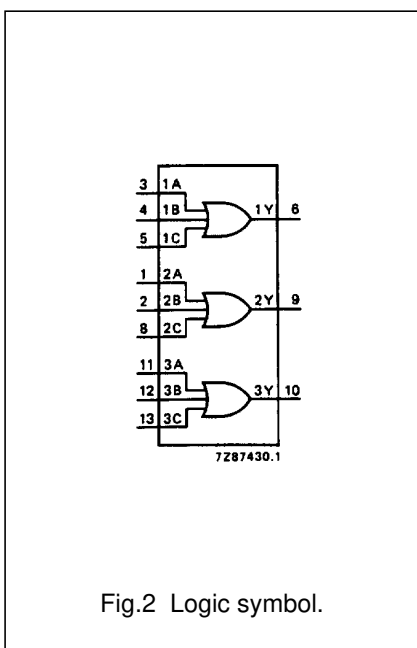 3 1A
4 1B 1Y 6
5 1C
1 2A
2 2B 2Y 9
8 2C
11 3A
12 3B 3Y 10
13 3C
7Z87430.1
Fig.2 Logic symbol.